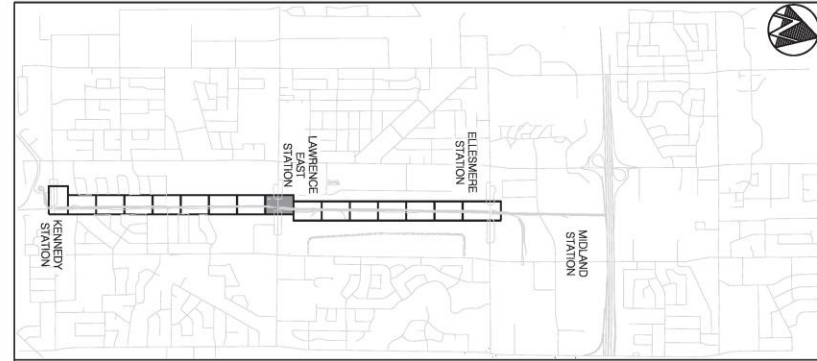 KENNEDY
STATION
LAWRENCE
EAST
STATION
ELLESMERE
STATION
MIDLAND
STATION